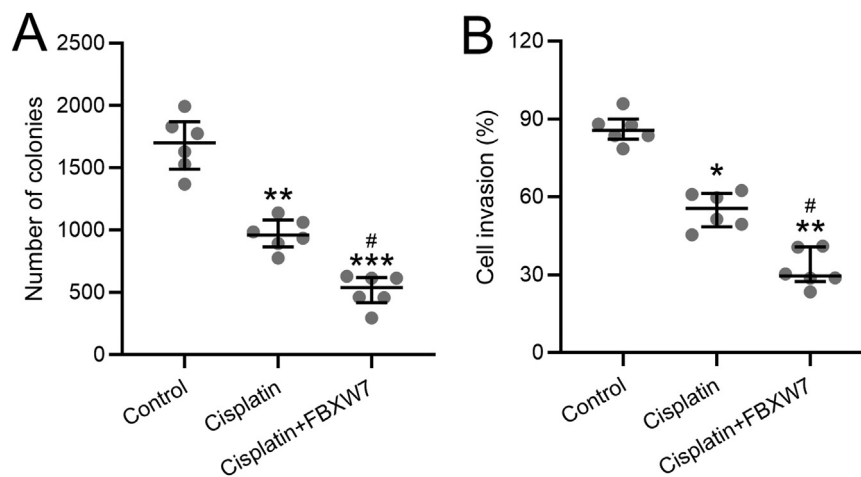 A
Number of colonies
2500
2000
1500
1000
500
0
**
#
***
Control
Cisplatin
Cisplatin+FBXW7
B
Cell invasion (%)
120
90
60
30
0
*
#
**
Control
Cisplatin
Cisplatin+FBXW7